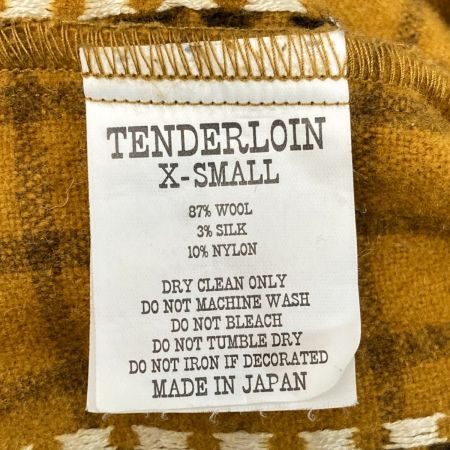 TENDERLOIN
X-SMALL
87% WOOL
3% SILK
10% NYLON
DRY CLEAN ONLY
DO NOT MACHINE WASH
DO NOT BLEACH
DO NOT TUMBLE DRY
DO NOT IRON IF DECORATED
MADE IN JAPAN